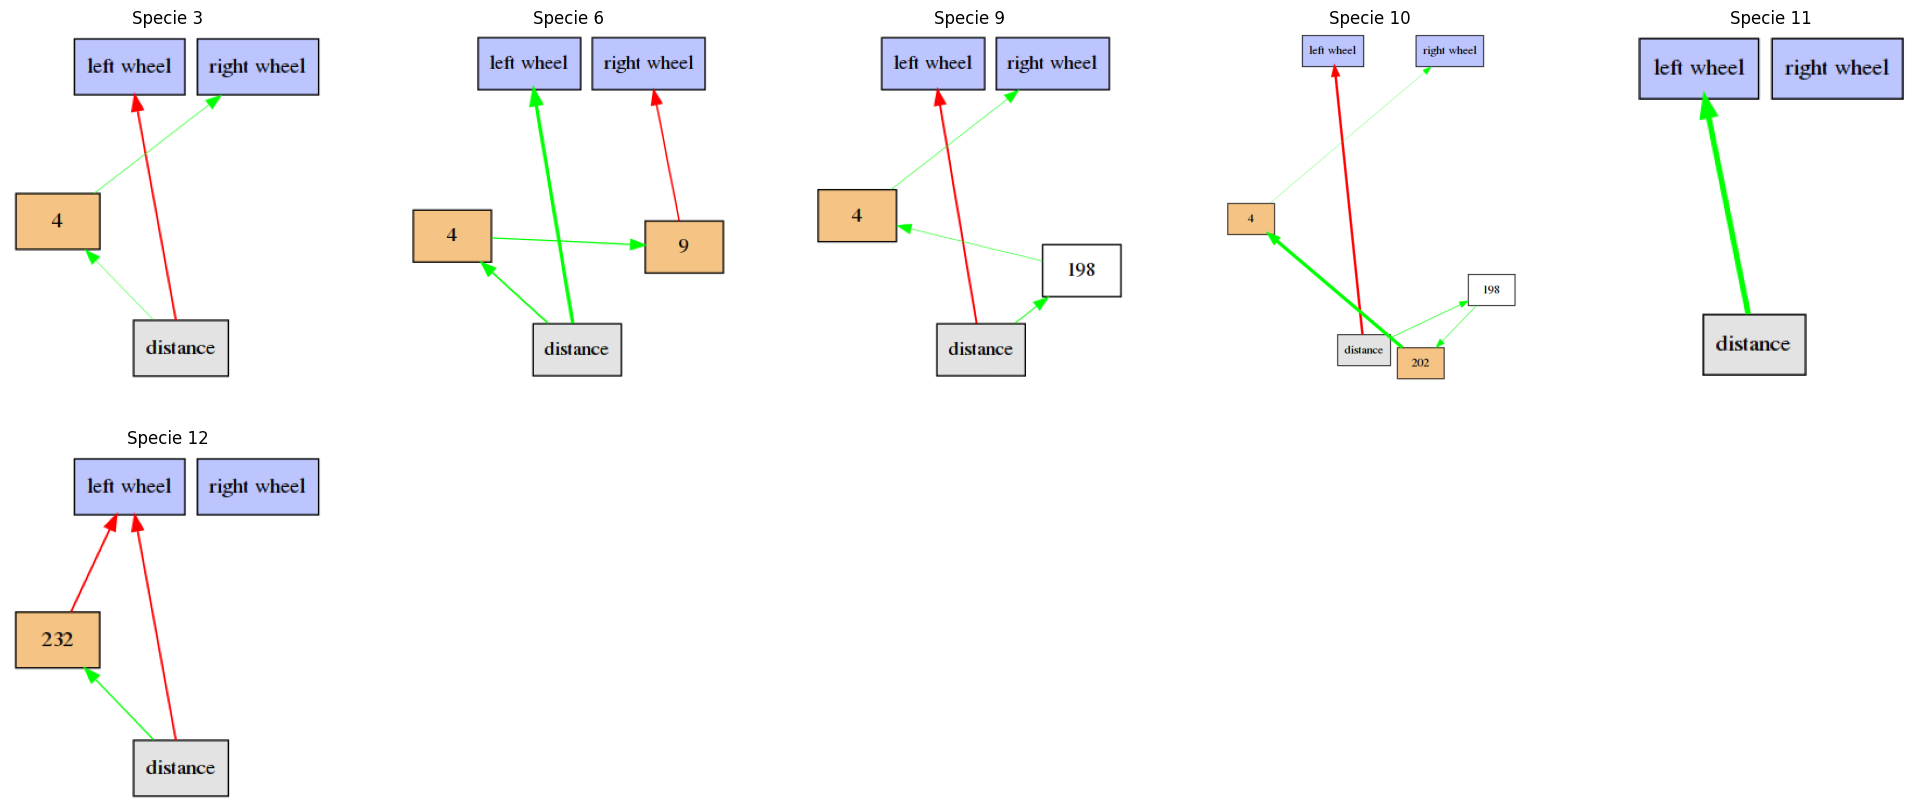 Specie 3
left wheel
right wheel
4
distance
Specie 6
left wheel
right wheel
4
9
distance
Specie 9
left wheel
right wheel
4
198
distance
Specie 10
left wheel
right wheel
4
198
distance
202
Specie 11
left wheel
right wheel
distance
Specie 12
left wheel
right wheel
232
distance